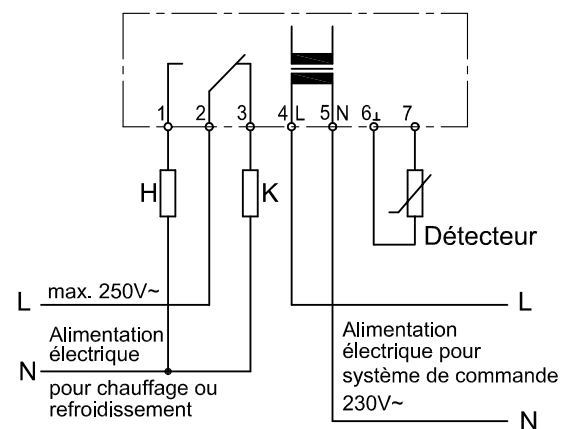 1 2 3 4 L 5 N 6 ⊥ 7
H K
Détecteur
L max. 250V~ L
Alimentation
électrique
N
pour chauffage ou
refroidissement
Alimentation
électrique pour
système de commande
230V~
N